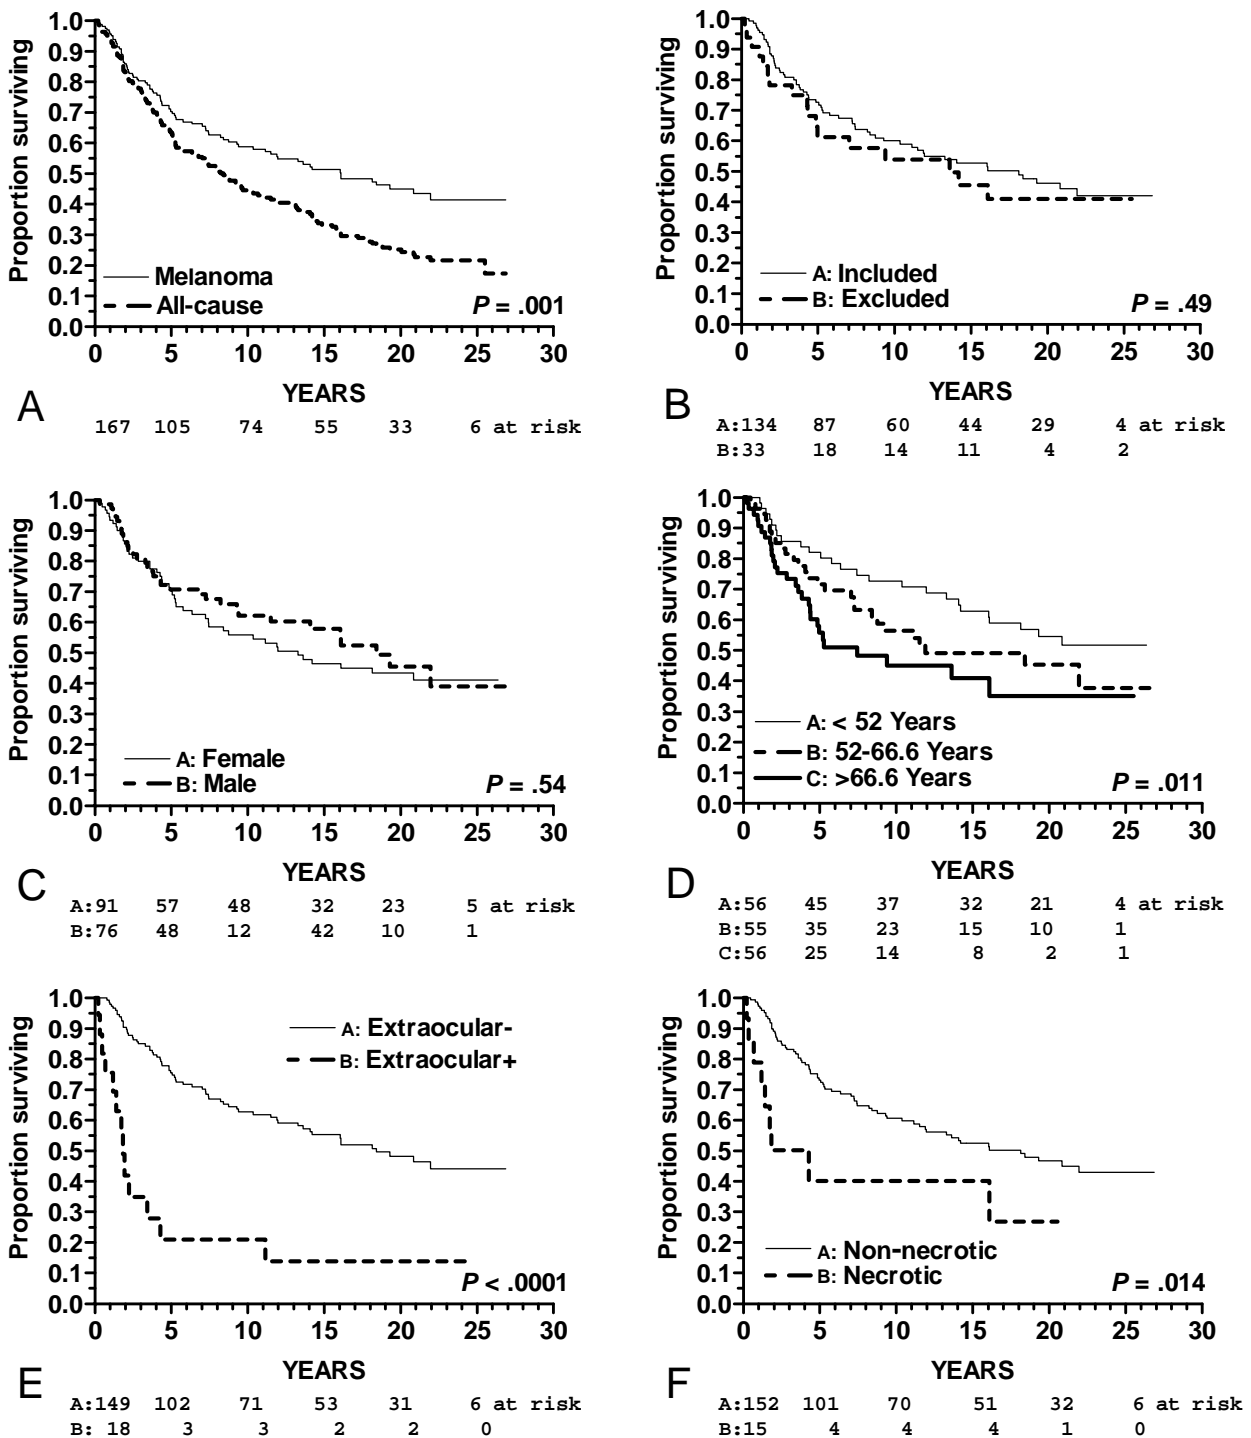 Proportion surviving
1.0
0.9
0.8
0.7
0.6
0.5
0.4
0.3
0.2
0.1
0.0
Melanoma
All-cause
P = .001
0 5 10 15 20 25 30
YEARS
A
167 105 74 55 33 6 at risk
Proportion surviving
1.0
0.9
0.8
0.7
0.6
0.5
0.4
0.3
0.2
0.1
0.0
A: Included
B: Excluded
P = .49
0 5 10 15 20 25 30
YEARS
B
A:134 87 60 44 29 4 at risk
B:33 18 14 11 4 2
Proportion surviving
1.0
0.9
0.8
0.7
0.6
0.5
0.4
0.3
0.2
0.1
0.0
A: Female
B: Male
P = .54
0 5 10 15 20 25 30
YEARS
C
A:91 57 48 32 23 5 at risk
B:76 48 12 42 10 1
Proportion surviving
1.0
0.9
0.8
0.7
0.6
0.5
0.4
0.3
0.2
0.1
0.0
A: < 52 Years
B: 52-66.6 Years
C: >66.6 Years
P = .011
0 5 10 15 20 25 30
YEARS
D
A:56 45 37 32 21 4 at risk
B:55 35 23 15 10 1
C:56 25 14 8 2 1
Proportion surviving
1.0
0.9
0.8
0.7
0.6
0.5
0.4
0.3
0.2
0.1
0.0
A: Extraocular-
B: Extraocular+
P < .0001
0 5 10 15 20 25 30
YEARS
E
A:149 102 71 53 31 6 at risk
B: 18 3 3 2 2 0
Proportion surviving
1.0
0.9
0.8
0.7
0.6
0.5
0.4
0.3
0.2
0.1
0.0
A: Non-necrotic
B: Necrotic
P = .014
0 5 10 15 20 25 30
YEARS
F
A:152 101 70 51 32 6 at risk
B:15 4 4 4 1 0